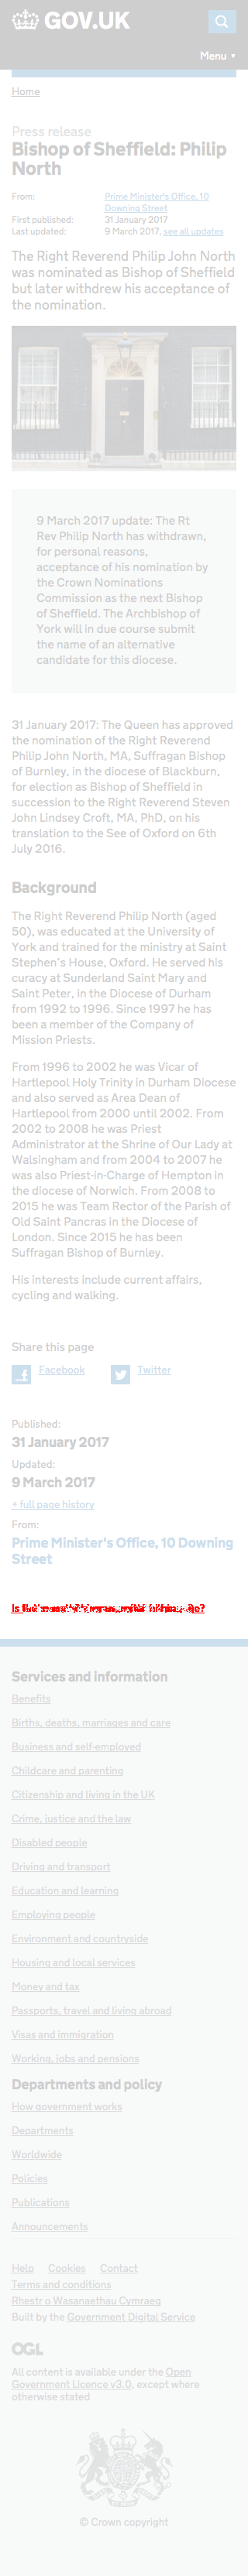 GOV.UK
Menu ▼
Home
Press release
Bishop of Sheffield: Philip
North
From: Prime Minister's Office, 10
Downing Street
First published: 31 January 2017
Last updated: 9 March 2017, see all updates
The Right Reverend Philip John North
was nominated as Bishop of Sheffield
but later withdrew his acceptance of
the nomination.
9 March 2017 update: The Rt
Rev Philip North has withdrawn,
for personal reasons,
acceptance of his nomination by
the Crown Nominations
Commission as the next Bishop
of Sheffield. The Archbishop of
York will in due course submit
the name of an alternative
candidate for this diocese.
31 January 2017: The Queen has approved
the nomination of the Right Reverend
Philip John North, MA, Suffragan Bishop
of Burnley, in the diocese of Blackburn,
for election as Bishop of Sheffield in
succession to the Right Reverend Steven
John Lindsey Croft, MA, PhD, on his
translation to the See of Oxford on 6th
July 2016.
Background
The Right Reverend Philip North (aged
50), was educated at the University of
York and trained for the ministry at Saint
Stephen's House, Oxford. He served his
curacy at Sunderland Saint Mary and
Saint Peter, in the Diocese of Durham
from 1992 to 1996. Since 1997 he has
been a member of the Company of
Mission Priests.
From 1996 to 2002 he was Vicar of
Hartlepool Holy Trinity in Durham Diocese
and also served as Area Dean of
Hartlepool from 2000 until 2002. From
2002 to 2008 he was Priest
Administrator at the Shrine of Our Lady at
Walsingham and from 2004 to 2007 he
was also Priest-in-Charge of Hempton in
the diocese of Norwich. From 2008 to
2015 he was Team Rector of the Parish of
Old Saint Pancras in the Diocese of
London. Since 2015 he has been
Suffragan Bishop of Burnley.
His interests include current affairs,
cycling and walking.
Share this page
Facebook Twitter
Published:
31 January 2017
Updated:
9 March 2017
+ full page history
From:
Prime Minister's Office, 10 Downing
Street
Services and information
Benefits
Births, deaths, marriages and care
Business and self-employed
Childcare and parenting
Citizenship and living in the UK
Crime, justice and the law
Disabled people
Driving and transport
Education and learning
Employing people
Environment and countryside
Housing and local services
Money and tax
Passports, travel and living abroad
Visas and immigration
Working, jobs and pensions
Departments and policy
How government works
Departments
Worldwide
Policies
Publications
Announcements
Help Cookies Contact
Terms and conditions
Rhestr o Wasanaethau Cymraeg
Built by the Government Digital Service
OGL
All content is available under the Open
Government Licence v3.0, except where
otherwise stated
© Crown copyright